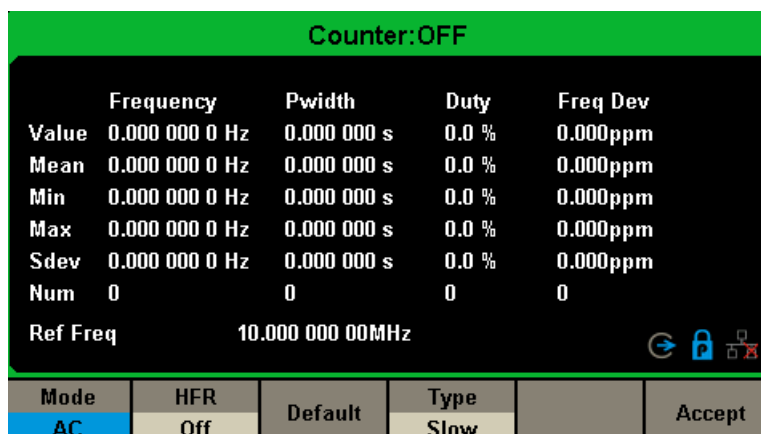 Counter:OFF
Frequency Pwidth Duty Freq Dev
Value 0.000 000 0 Hz 0.000 000 s 0.0 % 0.000ppm
Mean 0.000 000 0 Hz 0.000 000 s 0.0 % 0.000ppm
Min 0.000 000 0 Hz 0.000 000 s 0.0 % 0.000ppm
Max 0.000 000 0 Hz 0.000 000 s 0.0 % 0.000ppm
Sdev 0.000 000 0 Hz 0.000 000 s 0.0 % 0.000ppm
Num 0 0 0 0
Ref Freq 10.000 000 00MHz
P
Mode HFR Default Type Accept
AC Off Slow